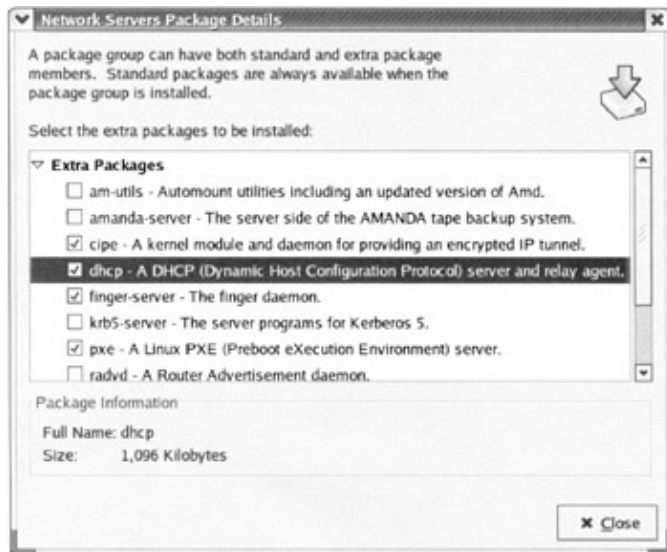 Network Servers Package Details
A package group can have both standard and extra package
members. Standard packages are always available when the
package group is installed.
Select the extra packages to be installed:
Extra Packages
am-utils - Automount utilities including an updated version of Amd.
amanda-server - The server side of the AMANDA tape backup system.
cipe - A kernel module and daemon for providing an encrypted IP tunnel.
dhcp - A DHCP (Dynamic Host Configuration Protocol) server and relay agent.
finger-server - The finger daemon.
krb5-server - The server programs for Kerberos 5.
pxe - A Linux PXE (Preboot eXecution Environment) server.
radvd - A Router Advertisement daemon.
Package Information
Full Name: dhcp
Size: 1,096 Kilobytes
Close